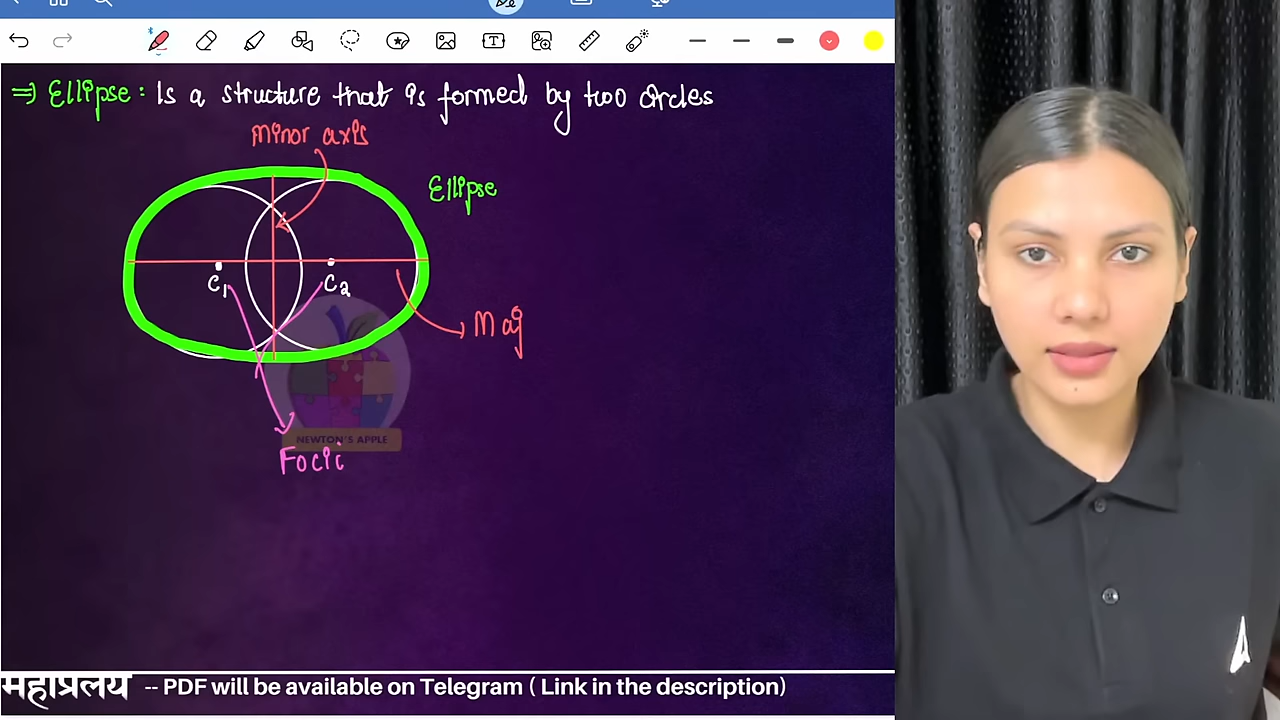 ⇒ Ellipse: Is a structure that is formed by two circles
Minor axis
Ellipse
C₁
C₂
Maj
NEWTON'S APPLE
Focii
महाप्रलय -- PDF will be available on Telegram ( Link in the description)